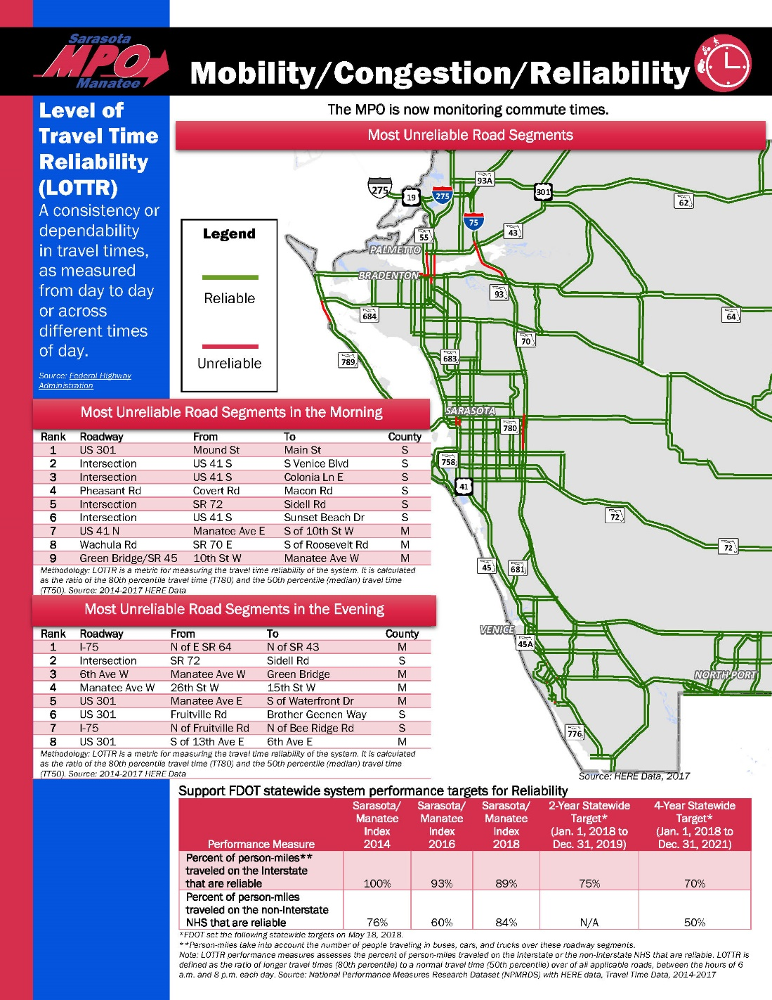 Sarasota
MPO
Manatee
Mobility/Congestion/Reliability
Level of
Travel Time
Reliability
(LOTTR)
A consistency or
dependability
in travel times,
as measured
from day to day
or across
different times
of day.
Source: Federal Highway
Administration
The MPO is now monitoring commute times.
Most Unreliable Road Segments
Legend
Reliable
Unreliable
275
19
275
93A
301
62
75
55
43
PALMETTO
BRADENTON
93
684
64
70
789
683
SARASOTA
780
758
41
72
72
45
681
VENICE
45A
NORTH PORT
776
Source: HERE Data, 2017
Most Unreliable Road Segments in the Morning
Rank Roadway From To County
1 US 301 Mound St Main St S
2 Intersection US 41 S S Venice Blvd S
3 Intersection US 41 S Colonia Ln E S
4 Pheasant Rd Covert Rd Macon Rd S
5 Intersection SR 72 Sidell Rd S
6 Intersection US 41 S Sunset Beach Dr S
7 US 41 N Manatee Ave E S of 10th St W M
8 Wachula Rd SR 70 E S of Roosevelt Rd M
9 Green Bridge/SR 45 10th St W Manatee Ave W M
Methodology: LOTTR is a metric for measuring the travel time reliability of the system. It is calculated
as the ratio of the 80th percentile travel time (TT80) and the 50th percentile (median) travel time
(TT50). Source: 2014-2017 HERE Data
Most Unreliable Road Segments in the Evening
Rank Roadway From To County
1 I-75 N of E SR 64 N of SR 43 M
2 Intersection SR 72 Sidell Rd S
3 6th Ave W Manatee Ave W Green Bridge M
4 Manatee Ave W 26th St W 15th St W M
5 US 301 Manatee Ave E S of Waterfront Dr M
6 US 301 Fruitville Rd Brother Geenen Way S
7 I-75 N of Fruitville Rd N of Bee Ridge Rd S
8 US 301 S of 13th Ave E 6th Ave E M
Methodology: LOTTR is a metric for measuring the travel time reliability of the system. It is calculated
as the ratio of the 80th percentile travel time (TT80) and the 50th percentile (median) travel time
(TT50). Source: 2014-2017 HERE Data
Support FDOT statewide system performance targets for Reliability
Sarasota/ Sarasota/ Sarasota/ 2-Year Statewide 4-Year Statewide
Manatee Manatee Manatee Target* Target*
Index Index Index (Jan. 1, 2018 to (Jan. 1, 2018 to
Performance Measure 2014 2016 2018 Dec. 31, 2019) Dec. 31, 2021)
Percent of person-miles**
traveled on the Interstate
that are reliable 100% 93% 89% 75% 70%
Percent of person-miles
traveled on the non-Interstate
NHS that are reliable 76% 60% 84% N/A 50%
*FDOT set the following statewide targets on May 18, 2018.
**Person-miles take into account the number of people traveling in buses, cars, and trucks over these roadway segments.
Note: LOTTR performance measures assesses the percent of person-miles traveled on the Interstate or the non-Interstate NHS that are reliable. LOTTR is
defined as the ratio of longer travel times (80th percentile) to a normal travel time (50th percentile) over of all applicable roads, between the hours of 6
a.m. and 8 p.m. each day. Source: National Performance Measures Research Dataset (NPMRDS) with HERE data, Travel Time Data, 2014-2017